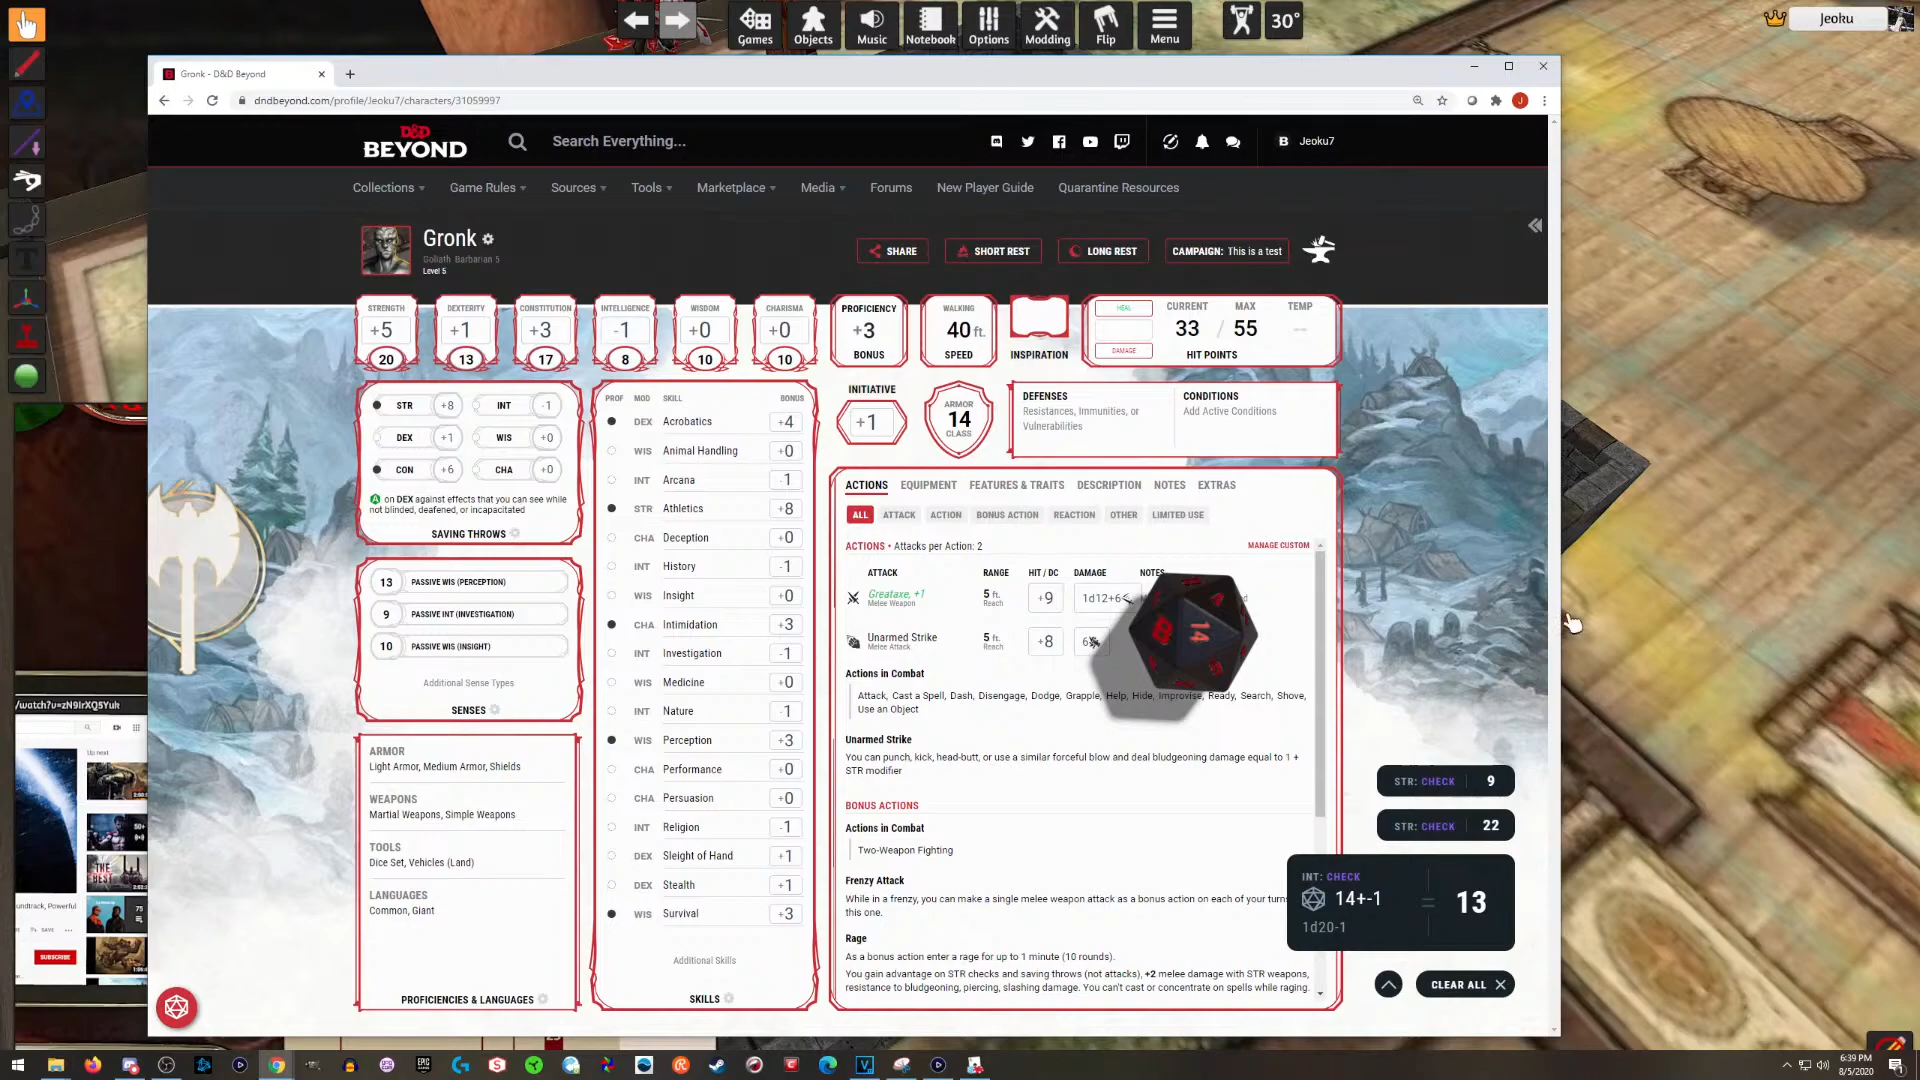 Games Objects Music Notebook Options Modding Flip Menu 30°
Jeoku
Gronk - D&D Beyond
dndbeyond.com/profile/Jeoku7/characters/31059997
D&D
BEYOND
Search Everything...
Jeoku7
Collections Game Rules Sources Tools Marketplace Media Forums New Player Guide Quarantine Resources
Gronk
Goliath Barbarian 5
Level 5
SHARE SHORT REST LONG REST CAMPAIGN: This is a test
STRENGTH
+5
20
DEXTERITY
+1
13
CONSTITUTION
+3
17
INTELLIGENCE
-1
8
WISDOM
+0
10
CHARISMA
+0
10
PROFICIENCY
+3
BONUS
WALKING
40 ft.
SPEED
INSPIRATION
HEAL
DAMAGE
CURRENT MAX TEMP
33 / 55 --
HIT POINTS
STR +8 INT -1
DEX +1 WIS +0
CON +6 CHA +0
A on DEX against effects that you can see while
not blinded, deafened, or incapacitated
SAVING THROWS
13 PASSIVE WIS (PERCEPTION)
9 PASSIVE INT (INVESTIGATION)
10 PASSIVE WIS (INSIGHT)
Additional Sense Types
SENSES
ARMOR
Light Armor, Medium Armor, Shields
WEAPONS
Martial Weapons, Simple Weapons
TOOLS
Dice Set, Vehicles (Land)
LANGUAGES
Common, Giant
PROFICIENCIES & LANGUAGES
PROF MOD SKILL BONUS
DEX Acrobatics +4
WIS Animal Handling +0
INT Arcana -1
STR Athletics +8
CHA Deception +0
INT History -1
WIS Insight +0
CHA Intimidation +3
INT Investigation -1
WIS Medicine +0
INT Nature -1
WIS Perception +3
CHA Performance +0
CHA Persuasion +0
INT Religion -1
DEX Sleight of Hand +1
DEX Stealth +1
WIS Survival +3
Additional Skills
SKILLS
INITIATIVE
+1
ARMOR
14
CLASS
DEFENSES
Resistances, Immunities, or
Vulnerabilities
CONDITIONS
Add Active Conditions
ACTIONS EQUIPMENT FEATURES & TRAITS DESCRIPTION NOTES EXTRAS
ALL ATTACK ACTION BONUS ACTION REACTION OTHER LIMITED USE
ACTIONS • Attacks per Action: 2
MANAGE CUSTOM
ATTACK RANGE HIT / DC DAMAGE NOTES
Greataxe, +1 5 ft. +9 1d12+6
Melee Weapon Reach
Unarmed Strike 5 ft. +8 6
Melee Attack Reach
14
Actions in Combat
Attack, Cast a Spell, Dash, Disengage, Dodge, Grapple, Help, Hide, Improvise, Ready, Search, Shove,
Use an Object
Unarmed Strike
You can punch, kick, head-butt, or use a similar forceful blow and deal bludgeoning damage equal to 1 +
STR modifier
BONUS ACTIONS
Actions in Combat
Two-Weapon Fighting
Frenzy Attack
While in a frenzy, you can make a single melee weapon attack as a bonus action on each of your turns
this one.
Rage
As a bonus action enter a rage for up to 1 minute (10 rounds).
You gain advantage on STR checks and saving throws (not attacks), +2 melee damage with STR weapons,
resistance to bludgeoning, piercing, slashing damage. You can't cast or concentrate on spells while raging.
STR: CHECK 9
STR: CHECK 22
INT: CHECK
14+-1 = 13
1d20-1
CLEAR ALL
/watch?v=zN9IrXQ5Yuk
Up next
THE BEST
undtrack, Powerful
SAVE
SUBSCRIBE
6:39 PM
8/5/2020